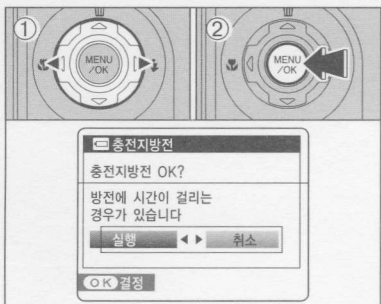 ①
MENU
/OK
②
MENU
/OK
충전지방전
충전지방전 OK?
방전에 시간이 걸리는
경우가 있습니다
실행 ◀ ▶ 취소
OK 결정